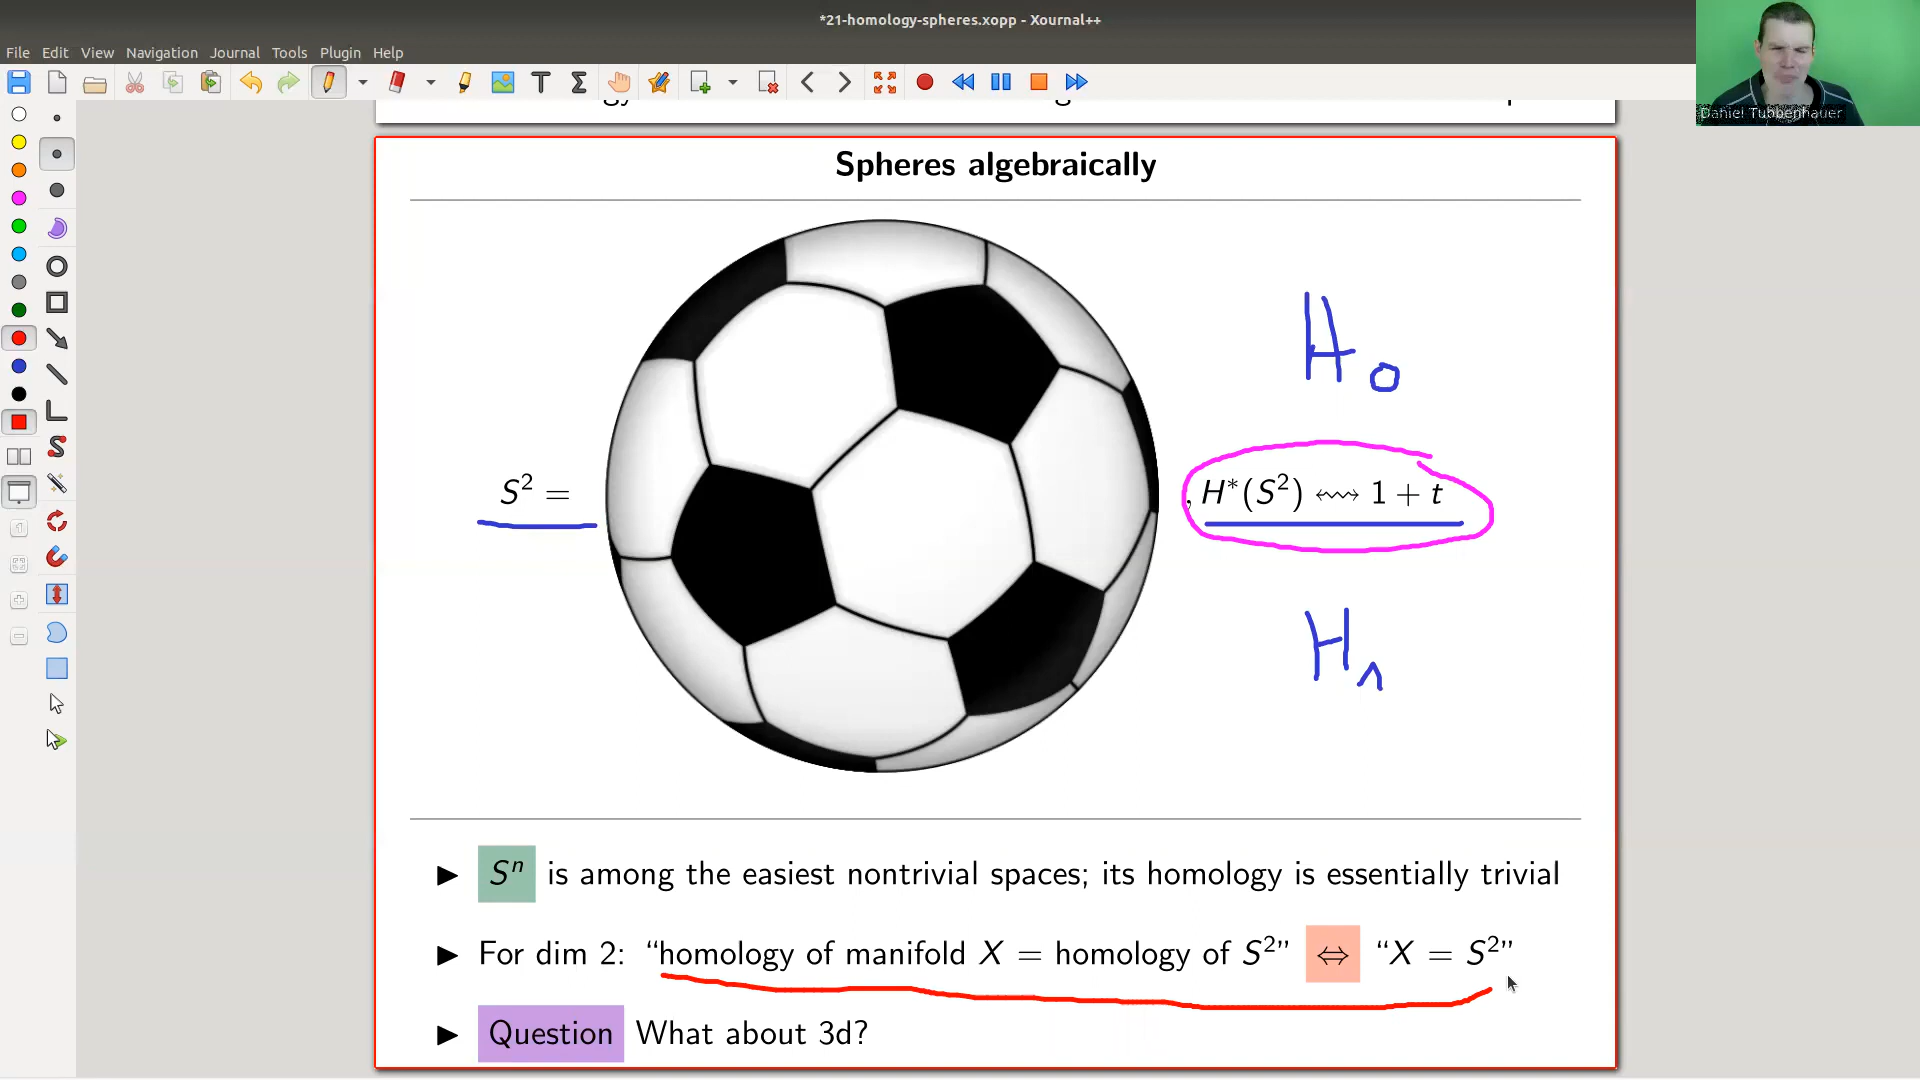 *21-homology-spheres.xopp - Xournal++
File Edit View Navigation Journal Tools Plugin Help
Daniel Tubbenhauer
Spheres algebraically
H₀
S² =
, H*(S²) ↭ 1 + t
H₁
► Sⁿ is among the easiest nontrivial spaces; its homology is essentially trivial
► For dim 2: “homology of manifold X = homology of S²” ⇔ “X = S²”
► Question What about 3d?